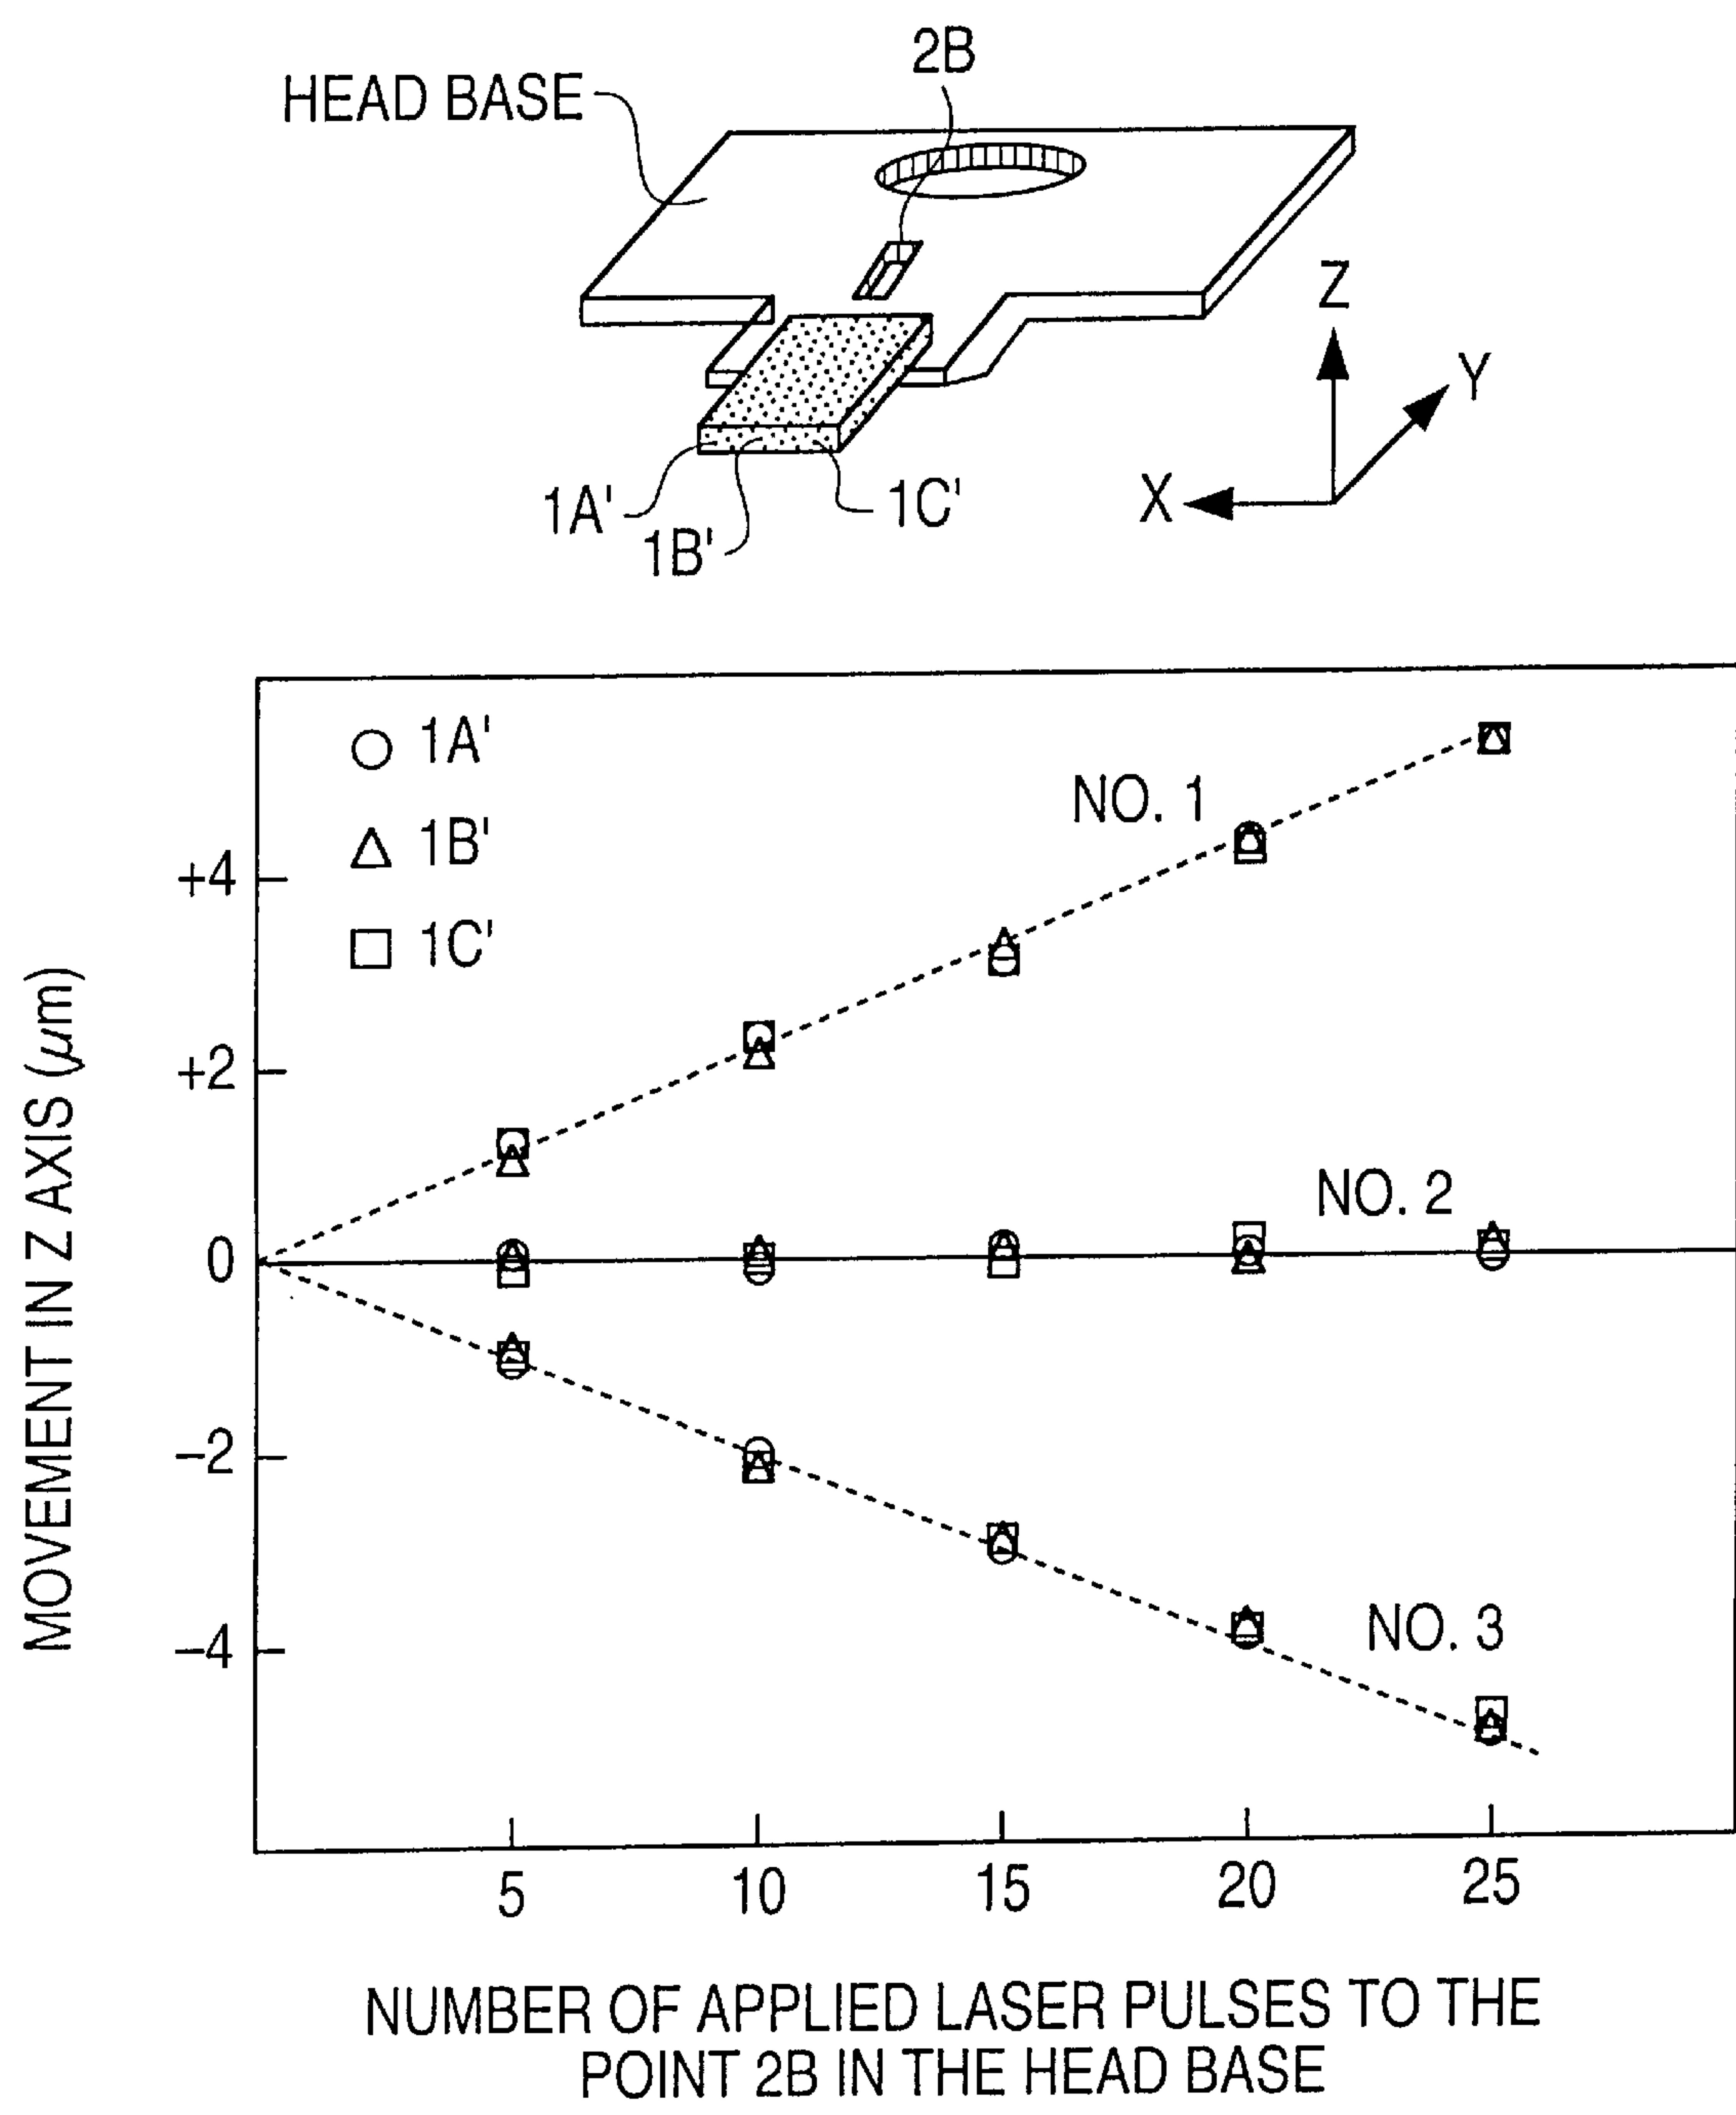 2B
HEAD BASE
Z
Y
X
1A'
1B'
1C'
1A'
1B'
1C'
NO. 1
NO. 2
NO. 3
+4
+2
0
−2
−4
MOVEMENT IN Z AXIS (μm)
5 10 15 20 25
NUMBER OF APPLIED LASER PULSES TO THE
POINT 2B IN THE HEAD BASE